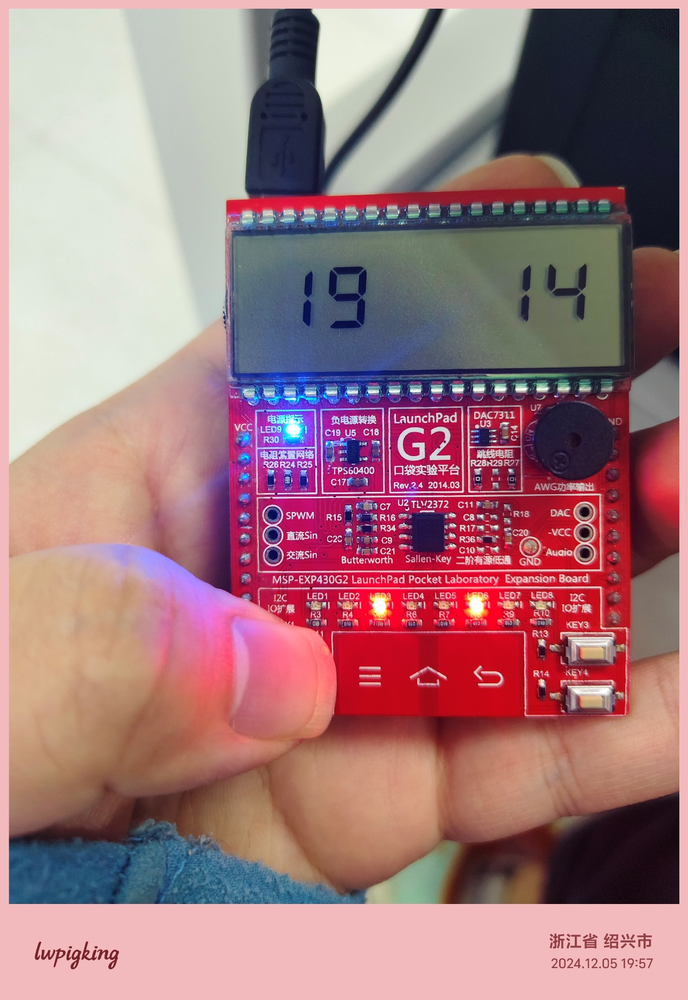 19 14
电源指示
LED9
R30
VCC
电阻偏置网络
R26 R24 R25
负电源转换
C19 U5 C18
TPS60400
C17
LaunchPad
G2
口袋实验平台
Rev.2.4 2014.03
DAC7311
U3
C14
跳线电阻
R28 R29 R27
U7
ND
AWG功率输出
SPWM
直流Sin
交流Sin
R15
C20
C7
R16
R34
C9
C21
Butterworth
U2 TLV2372
Sallen-Key
C11
C8
R17
R36
C10
二阶有源低通
R18
C20
GND
DAC
-VCC
Audio
MSP-EXP430G2 LaunchPad Pocket Laboratory Expansion Board
I2C
IO扩展
LED1 LED2 LED3 LED4 LED5 LED6 LED7 LED8
R3 R4 R6 R7 R9 R10
I2C
IO扩展
KEY3
R13
KEY4
R14
lwpigking
浙江省 绍兴市
2024.12.05 19:57